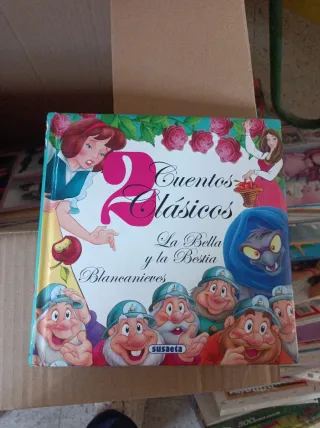 2 Cuentos
Clásicos
La Bella
y la Bestia
Blancanieves
susaeta